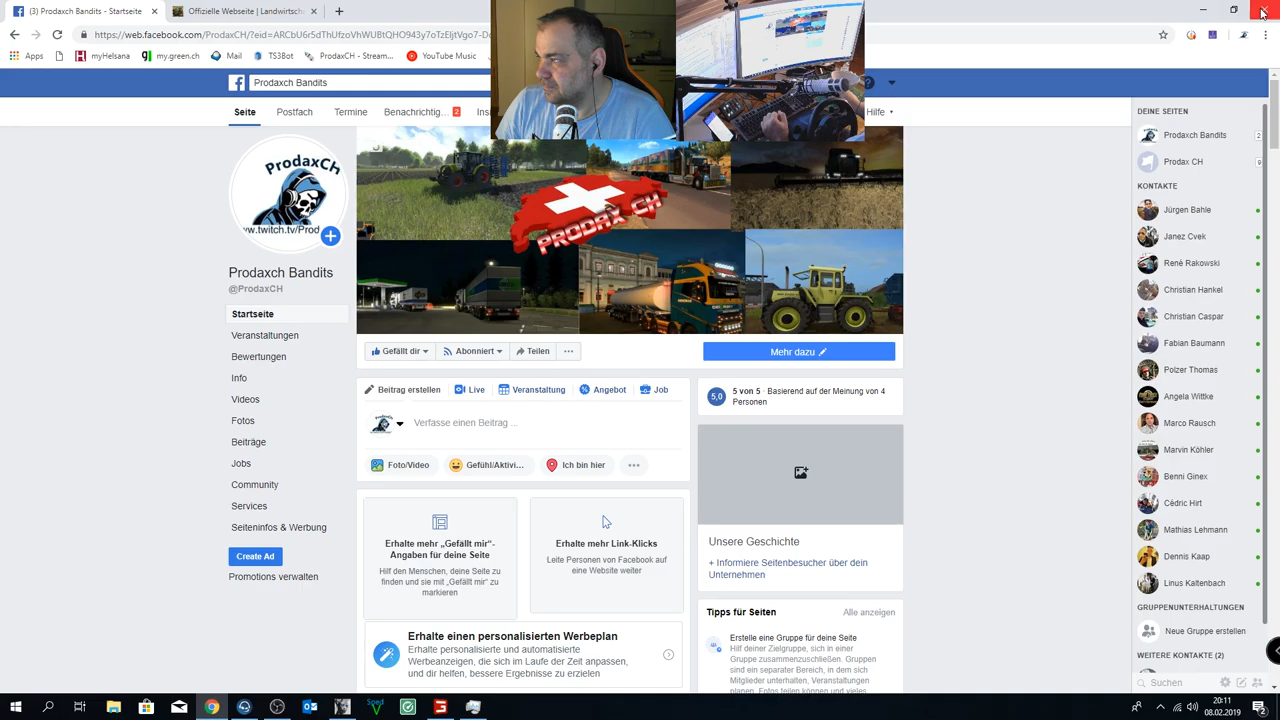 (3) Prodaxch Bandits - Startseite
Offizielle Webseite | Landwirtsch
https://web.facebook.com/ProdaxCH/?eid=ARCbU6r5dThUfzoVhWUBtQHO943y7oTzEljtVgo7-D
Apps
myHelsana
my.green.ch
Mail
TS3Bot
ProdaxCH - Stream...
YouTube Music
Prodaxch Bandits
Seite
Postfach
Termine
Benachrichtig...
2
Hilfe
ProdaxCH
PRODAX CH
Prodaxch Bandits
@ProdaxCH
Startseite
Veranstaltungen
Bewertungen
Info
Videos
Fotos
Beiträge
Jobs
Community
Services
Seiteninfos & Werbung
Create Ad
Promotions verwalten
Gefällt dir
Abonniert
Teilen
Mehr dazu
Beitrag erstellen
Live
Veranstaltung
Angebot
Job
Verfasse einen Beitrag ...
Foto/Video
Gefühl/Aktivi...
Ich bin hier
Erhalte mehr „Gefällt mir“-
Angaben für deine Seite
Hilf den Menschen, deine Seite zu
finden und sie mit „Gefällt mir“ zu
markieren
Erhalte mehr Link-Klicks
Leite Personen von Facebook auf
eine Website weiter
Erhalte einen personalisierten Werbeplan
Erhalte personalisierte und automatisierte
Werbeanzeigen, die sich im Laufe der Zeit anpassen,
und dir helfen, bessere Ergebnisse zu erzielen
5,0
5 von 5 · Basierend auf der Meinung von 4
Personen
Unsere Geschichte
+ Informiere Seitenbesucher über dein
Unternehmen
Tipps für Seiten
Alle anzeigen
Erstelle eine Gruppe für deine Seite
Hilf deiner Zielgruppe, sich in einer
Gruppe zusammenzuschließen. Gruppen
sind ein separater Bereich, in dem sich
Mitglieder unterhalten, Veranstaltungen
planen, Fotos teilen können und vieles
DEINE SEITEN
Prodaxch Bandits
2
Prodax CH
9
KONTAKTE
Jürgen Bahle
Janez Cvek
René Rakowski
Christian Hankel
Christian Caspar
Fabian Baumann
Polzer Thomas
Angela Wittke
Marco Rausch
Marvin Köhler
Benni Ginex
Cédric Hirt
Mathias Lehmann
Dennis Kaap
Linus Kaltenbach
GRUPPENUNTERHALTUNGEN
Neue Gruppe erstellen
WEITERE KONTAKTE (2)
Suchen
20:11
08.02.2019
2